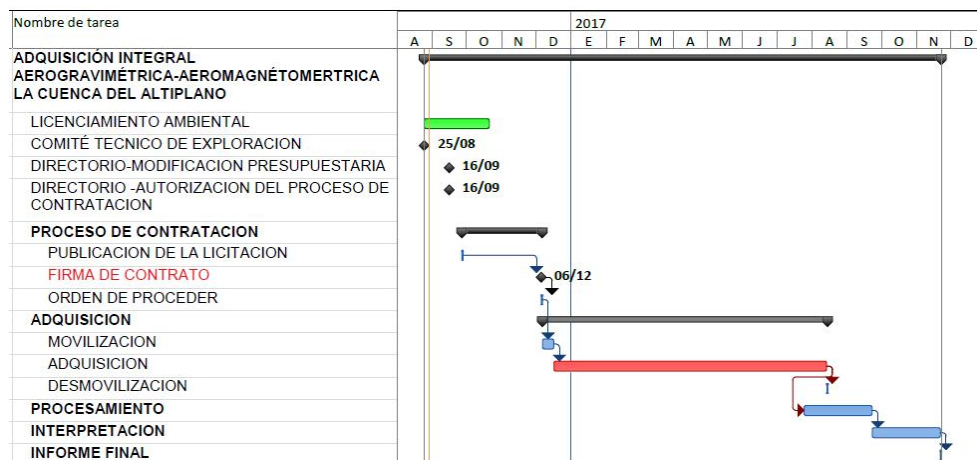 Nombre de tarea
2017
A S O N D E F M A M J J A S O N D
ADQUISICIÓN INTEGRAL
AEROGRAVIMÉTRICA-AEROMAGNÉTOMERTRICA
LA CUENCA DEL ALTIPLANO
LICENCIAMIENTO AMBIENTAL
COMITÉ TECNICO DE EXPLORACION 25/08
DIRECTORIO-MODIFICACION PRESUPUESTARIA 16/09
DIRECTORIO -AUTORIZACION DEL PROCESO DE 16/09
CONTRATACION
PROCESO DE CONTRATACION
PUBLICACION DE LA LICITACION
FIRMA DE CONTRATO 06/12
ORDEN DE PROCEDER
ADQUISICION
MOVILIZACION
ADQUISICION
DESMOVILIZACION
PROCESAMIENTO
INTERPRETACION
INFORME FINAL